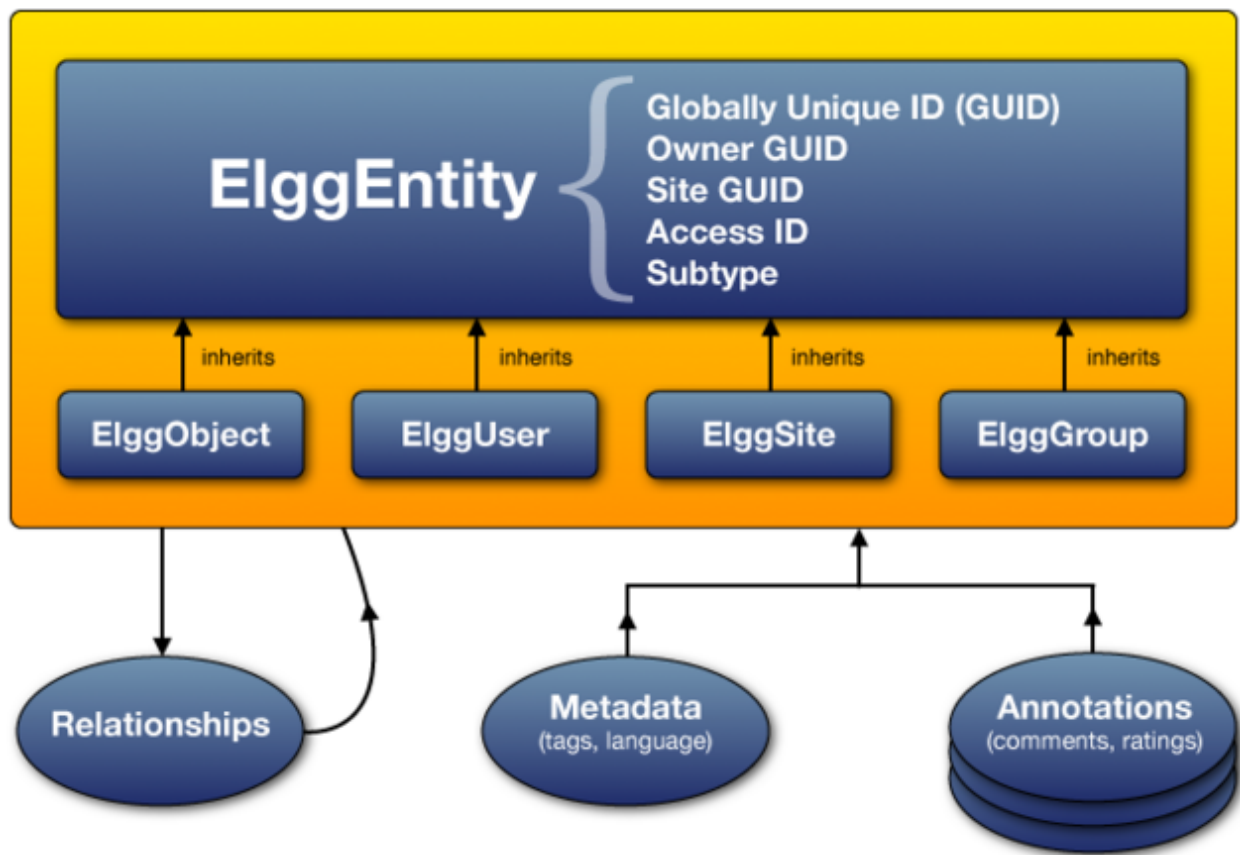 ElggEntity
Globally Unique ID (GUID)
Owner GUID
Site GUID
Access ID
Subtype
inherits
inherits
inherits
inherits
ElggObject
ElggUser
ElggSite
ElggGroup
Relationships
Metadata
(tags, language)
Annotations
(comments, ratings)